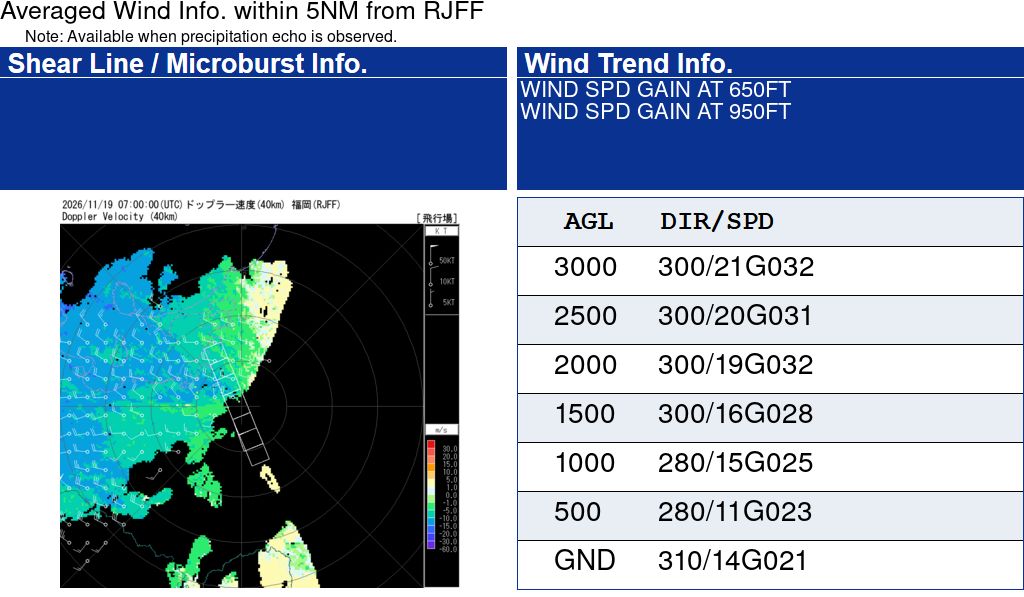 Averaged Wind Info. within 5NM from RJFF
Note: Available when precipitation echo is observed.
Shear Line / Microburst Info.
Wind Trend Info.
WIND SPD GAIN AT 650FT
WIND SPD GAIN AT 950FT
2026/11/19 07:00:00(UTC) ドップラー速度(40km) 福岡(RJFF)
Doppler Velocity (40km)
[飛行場]
KT
50KT
10KT
5KT
m/s
30.0
20.0
15.0
10.0
5.0
1.0
0.0
-1.0
-5.0
-10.0
-15.0
-20.0
-30.0
-60.0
AGL DIR/SPD
3000 300/21G032
2500 300/20G031
2000 300/19G032
1500 300/16G028
1000 280/15G025
500 280/11G023
GND 310/14G021